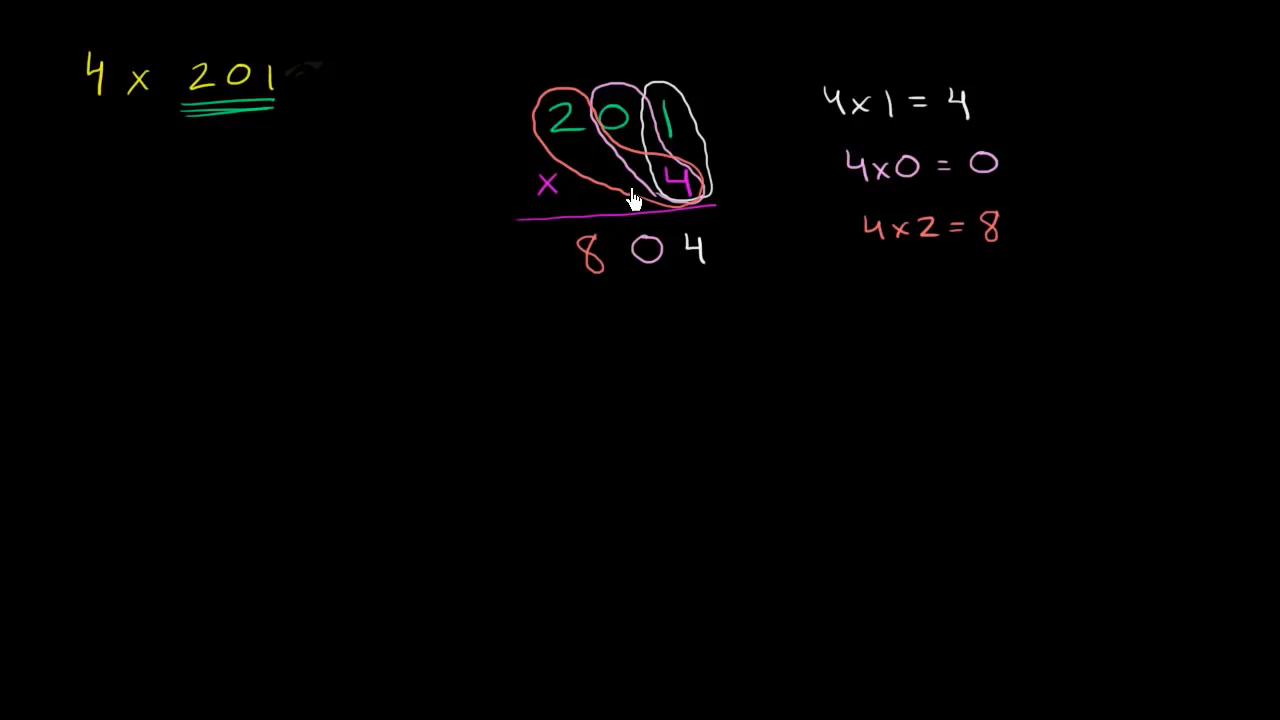 4 x 201
201
x 4
804
4x1 = 4
4x0 = 0
4x2 = 8